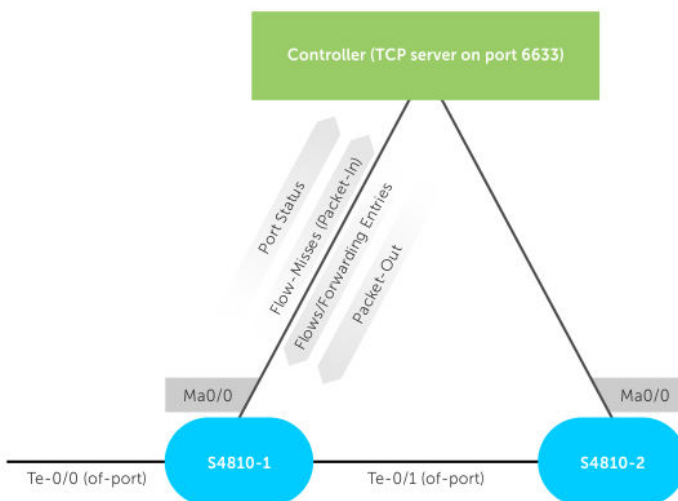 Controller (TCP server on port 6633)
Port Status
Flow-Misses (Packet-In)
Flows/Forwarding Entries
Packet-Out
Ma0/0
Ma0/0
S4810-1
S4810-2
Te-0/0 (of-port)
Te-0/1 (of-port)